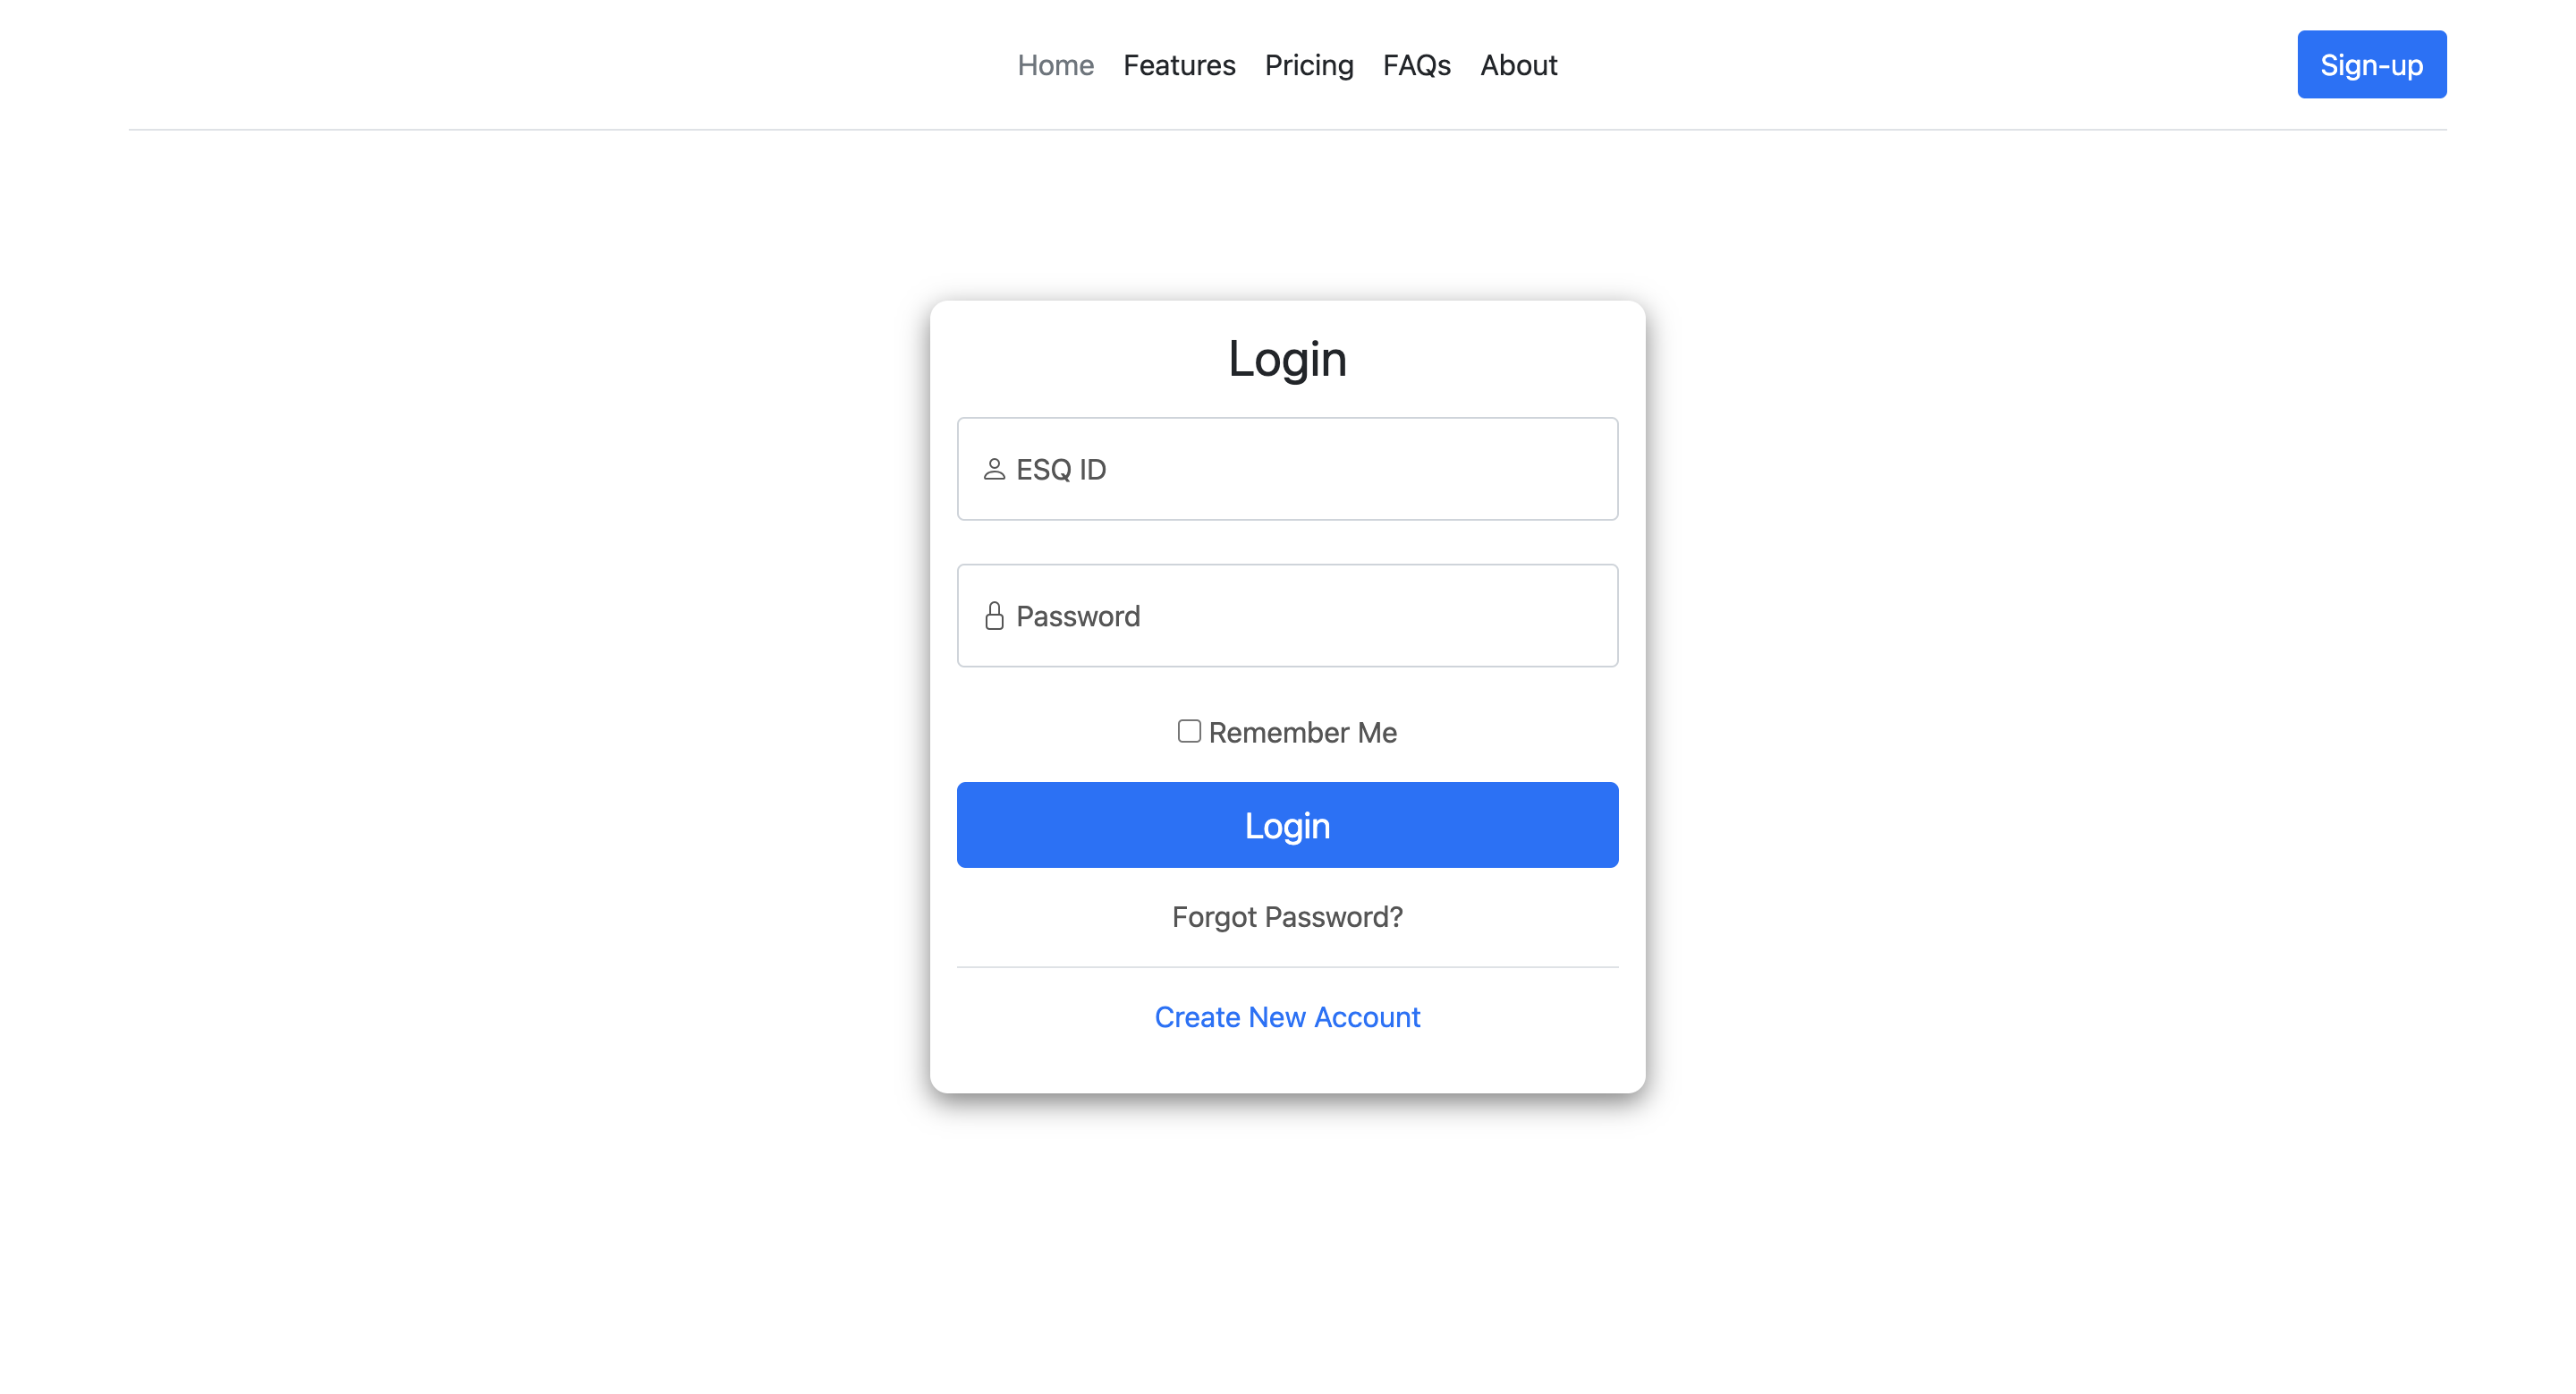 Home Features Pricing FAQs About Sign-up
Login
ESQ ID
Password
Remember Me
Login
Forgot Password?
Create New Account